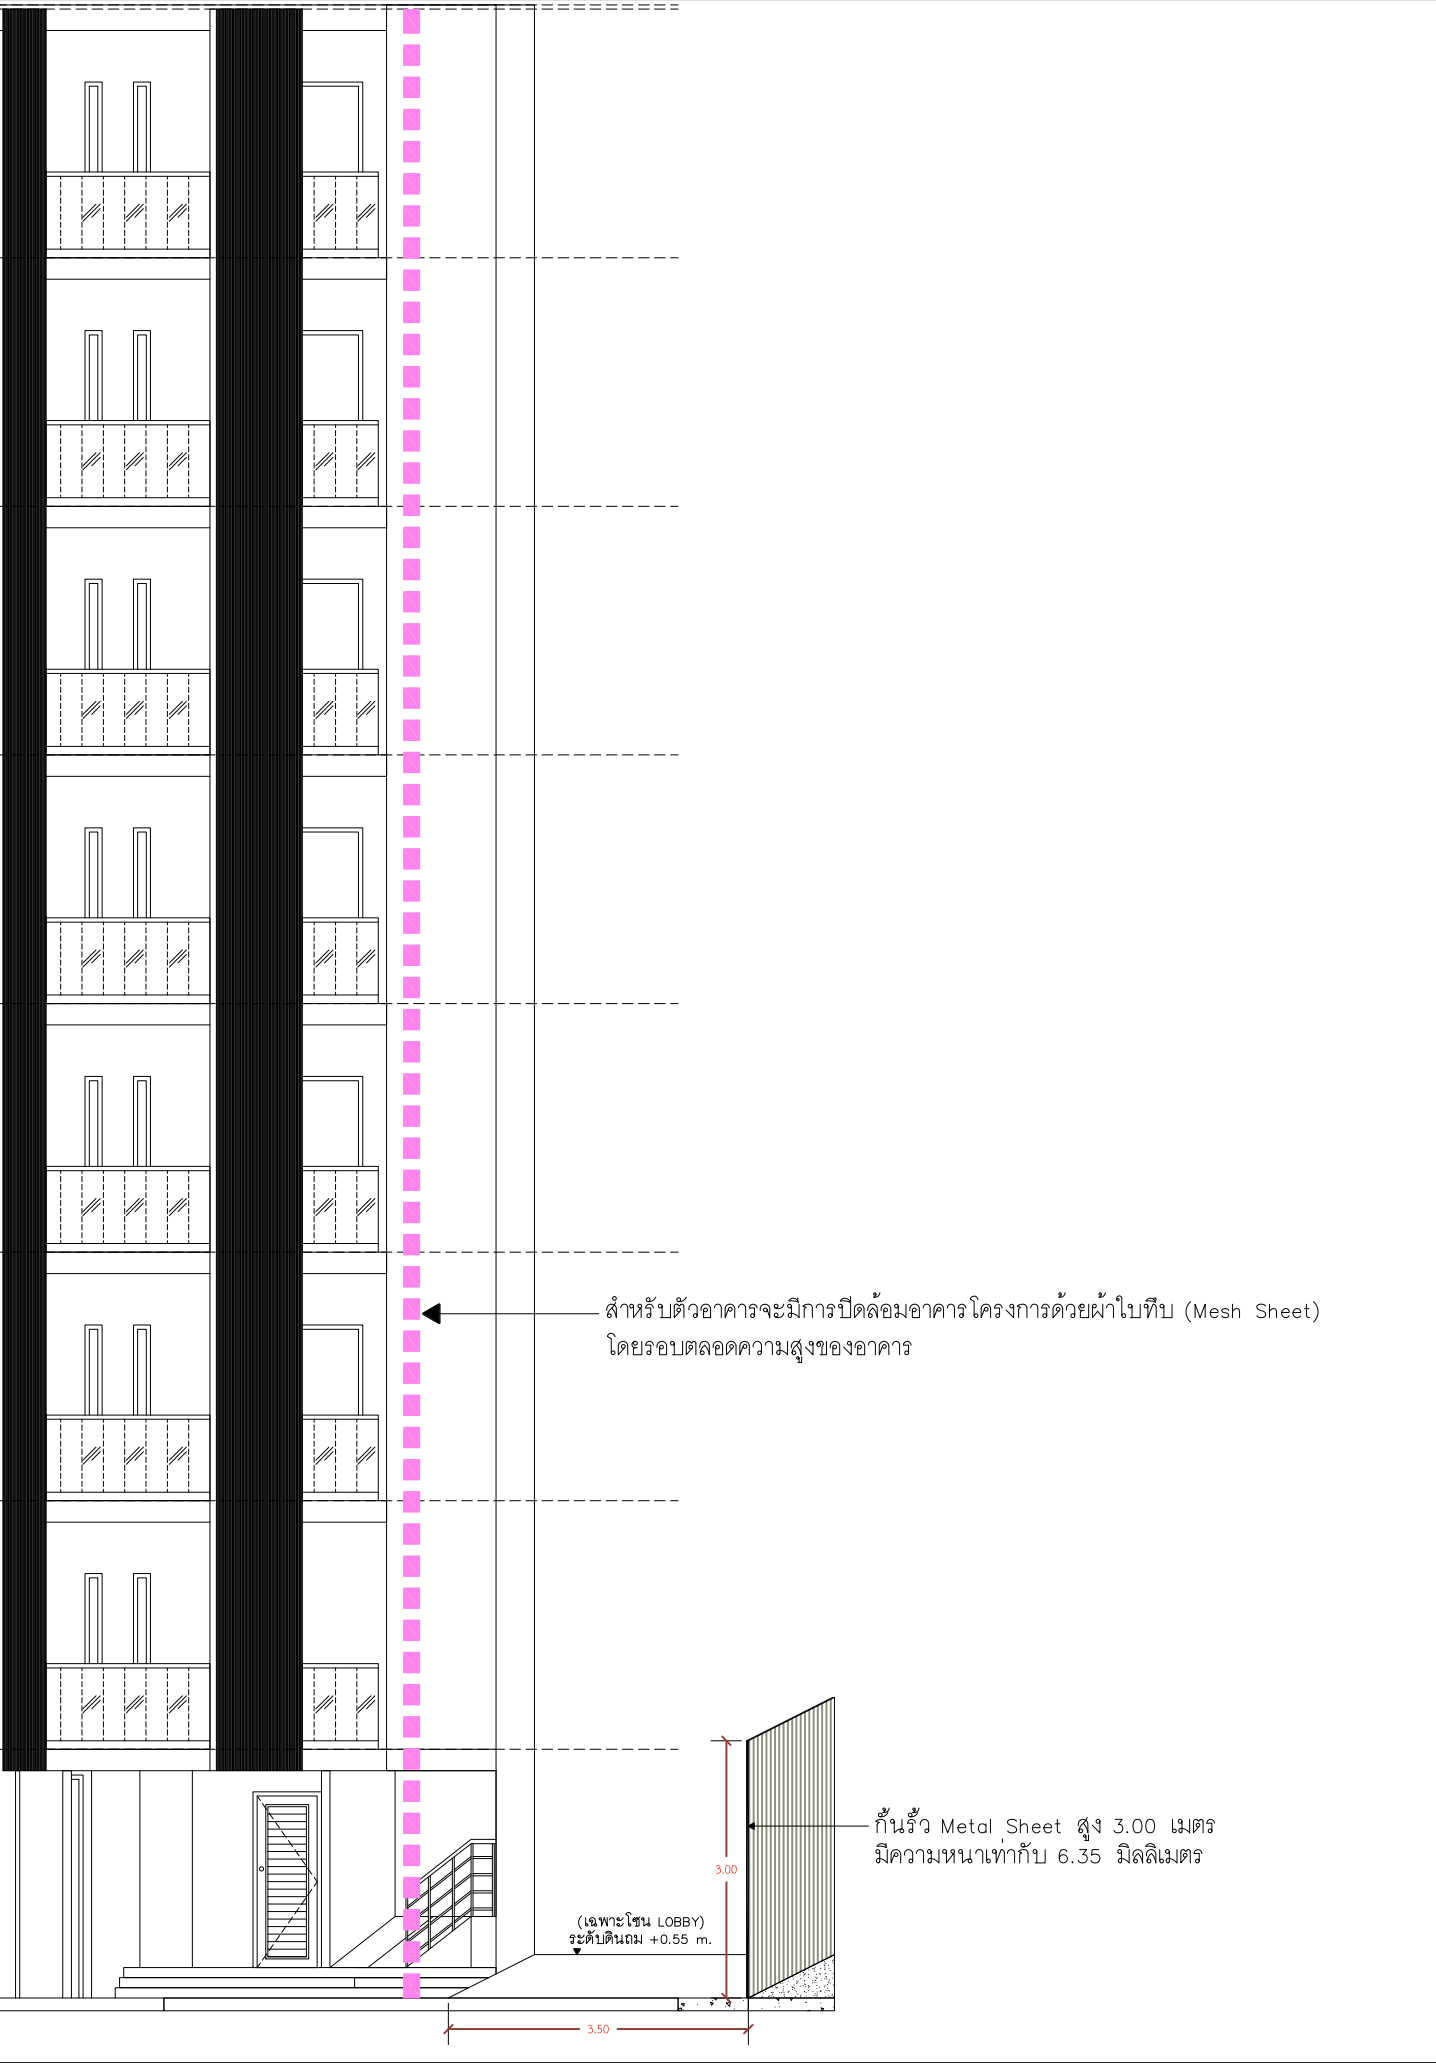 สำหรับตัวอาคารจะมีการปิดล้อมอาคารโครงการด้วยผ้าใบทึบ (Mesh Sheet)
โดยรอบตลอดความสูงของอาคาร
กั้นรั้ว Metal Sheet สูง 3.00 เมตร
มีความหนาเท่ากับ 6.35 มิลลิเมตร
3.00
(เฉพาะโซน LOBBY)
ระดับดินถม +0.55 m.
3.50